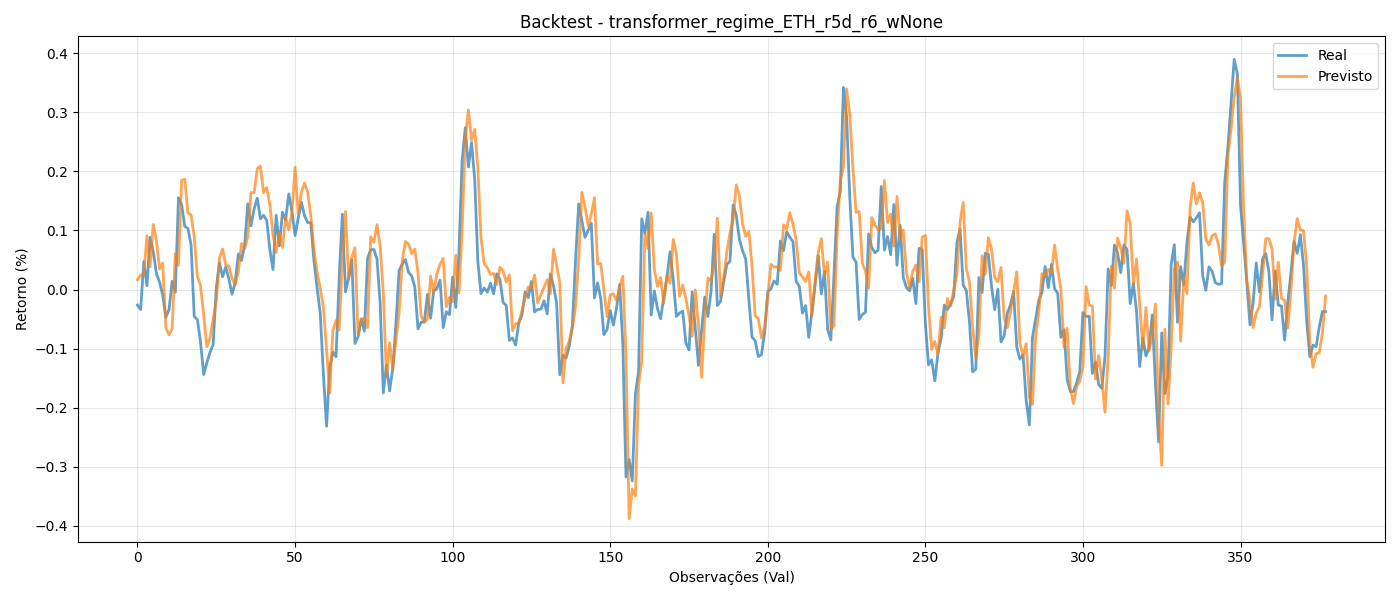 Backtest - transformer_regime_ETH_r5d_r6_wNone
Real
Previsto
Retorno (%)
0.4
0.3
0.2
0.1
0.0
−0.1
−0.2
−0.3
−0.4
0 50 100 150 200 250 300 350
Observações (Val)